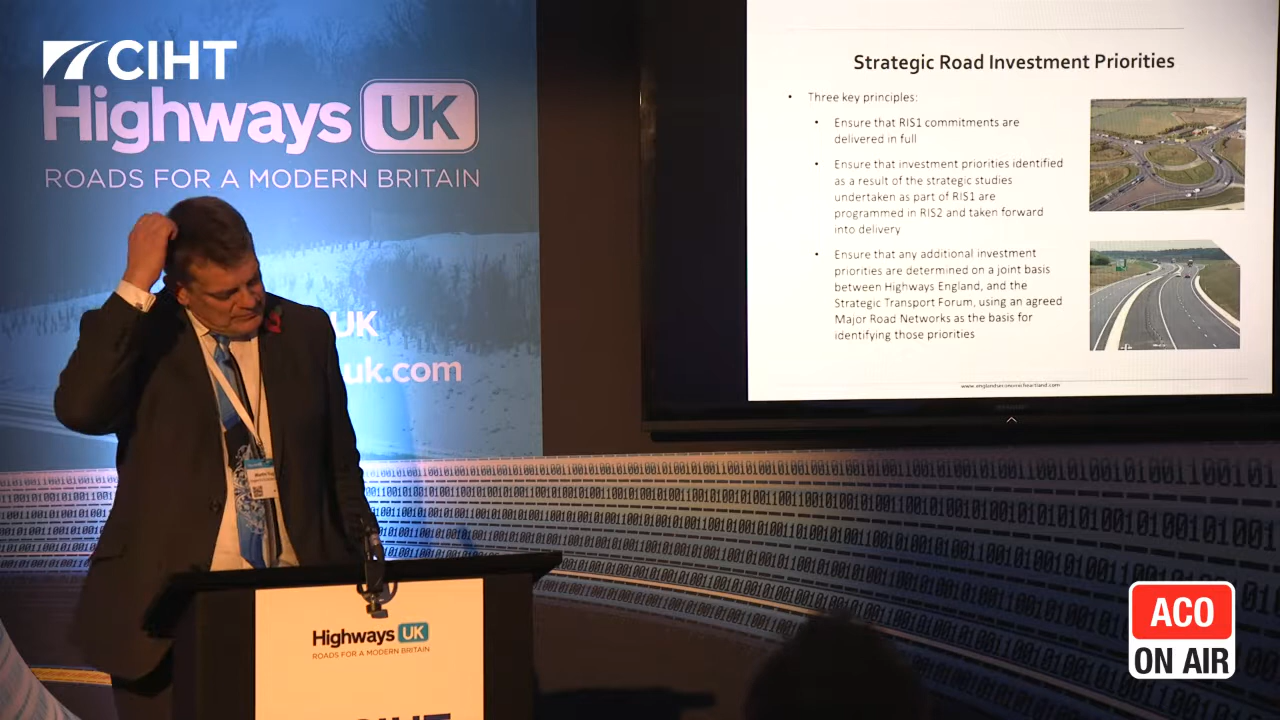 CIHT
Highways UK
ROADS FOR A MODERN BRITAIN
UK
uk.com
Strategic Road Investment Priorities
• Three key principles:
• Ensure that RIS1 commitments are
delivered in full
• Ensure that investment priorities identified
as a result of the strategic studies
undertaken as part of RIS1 are
programmed in RIS2 and taken forward
into delivery
• Ensure that any additional investment
priorities are determined on a joint basis
between Highways England, and the
Strategic Transport Forum, using an agreed
Major Road Networks as the basis for
identifying those priorities
www.englandseconomicheartland.com
Highways UK
ROADS FOR A MODERN BRITAIN
ACO
ON AIR